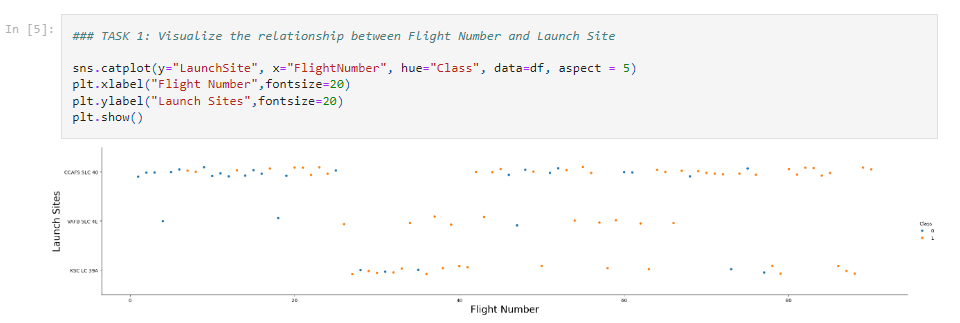 In [5]:
### TASK 1: Visualize the relationship between Flight Number and Launch Site
sns.catplot(y="LaunchSite", x="FlightNumber", hue="Class", data=df, aspect = 5)
plt.xlabel("Flight Number",fontsize=20)
plt.ylabel("Launch Sites",fontsize=20)
plt.show()
Launch Sites
CCAFS SLC 40
VAFB SLC 4E
KSC LC 39A
0 20 40 60 80
Flight Number
Class
0
1